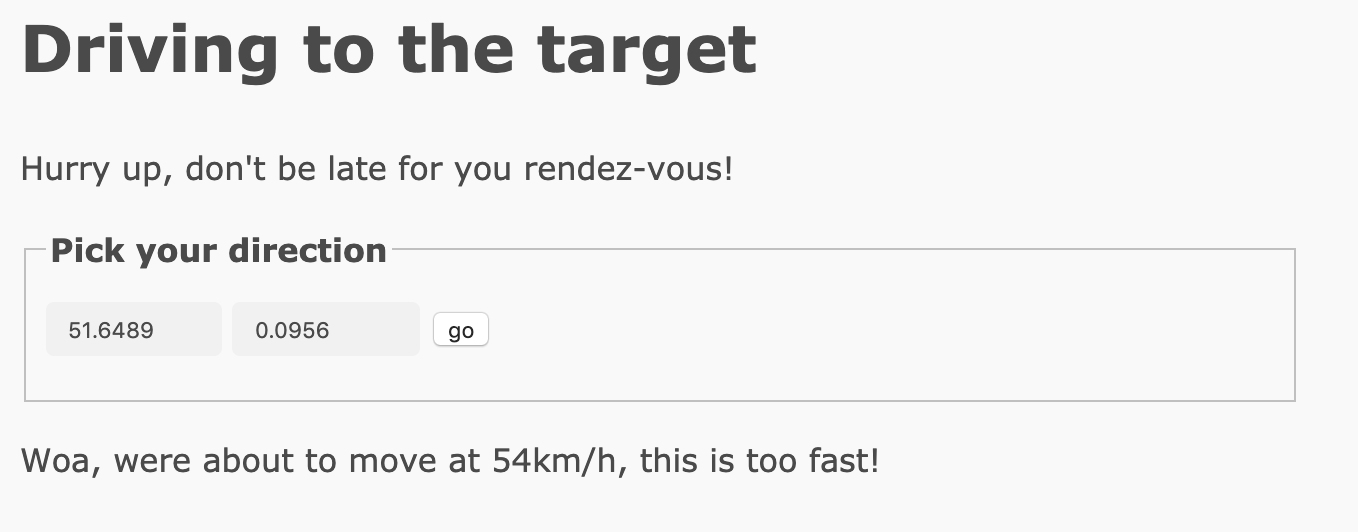 Driving to the target
Hurry up, don't be late for you rendez-vous!
Pick your direction
51.6489 0.0956 go
Woa, were about to move at 54km/h, this is too fast!